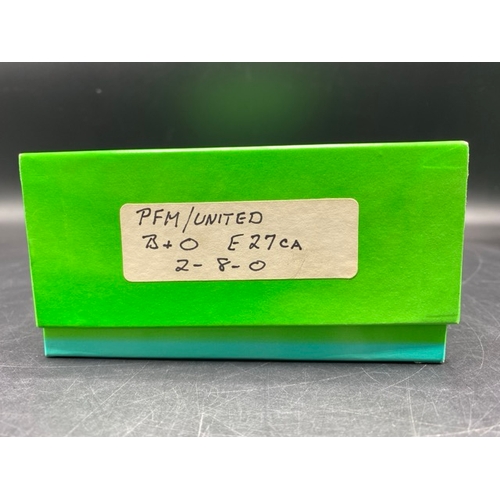 PFM/UNITED
B+O E27CA
2-8-0